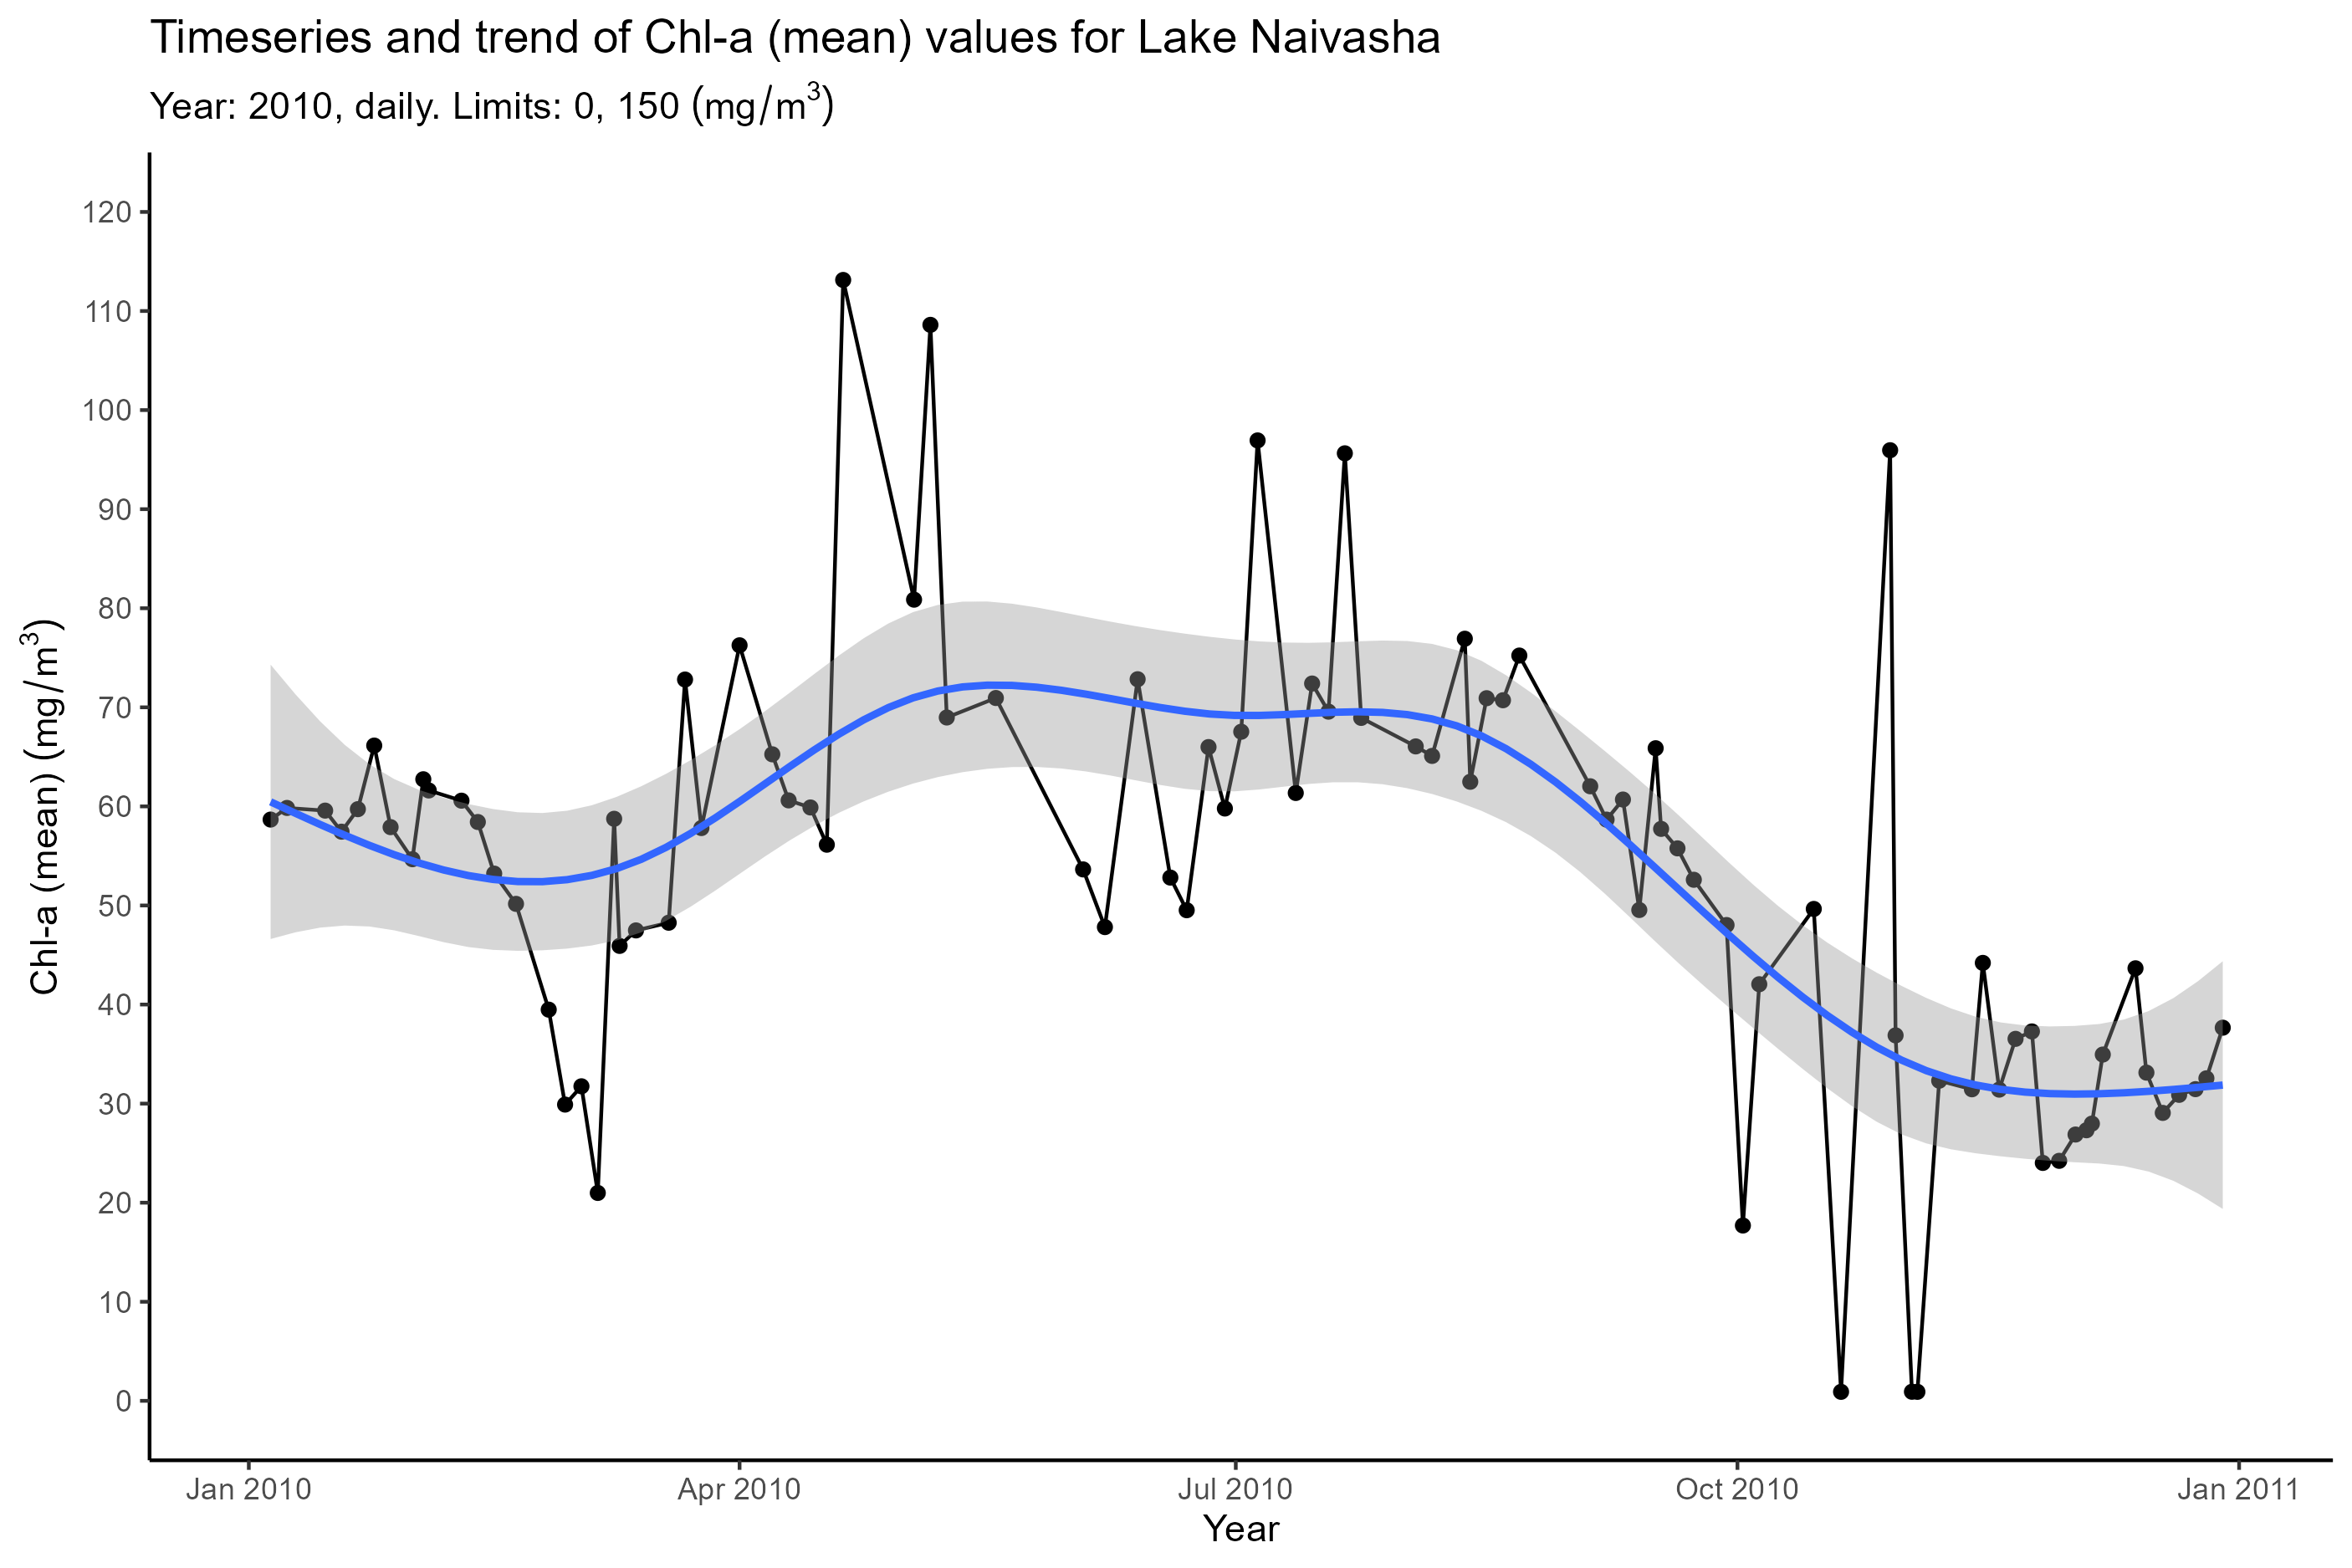 Timeseries and trend of Chl-a (mean) values for Lake Naivasha
Year: 2010, daily. Limits: 0, 150 (mg/m³)
Chl-a (mean) (mg/m³)
120
110
100
90
80
70
60
50
40
30
20
10
0
Jan 2010 Apr 2010 Jul 2010 Oct 2010 Jan 2011
Year